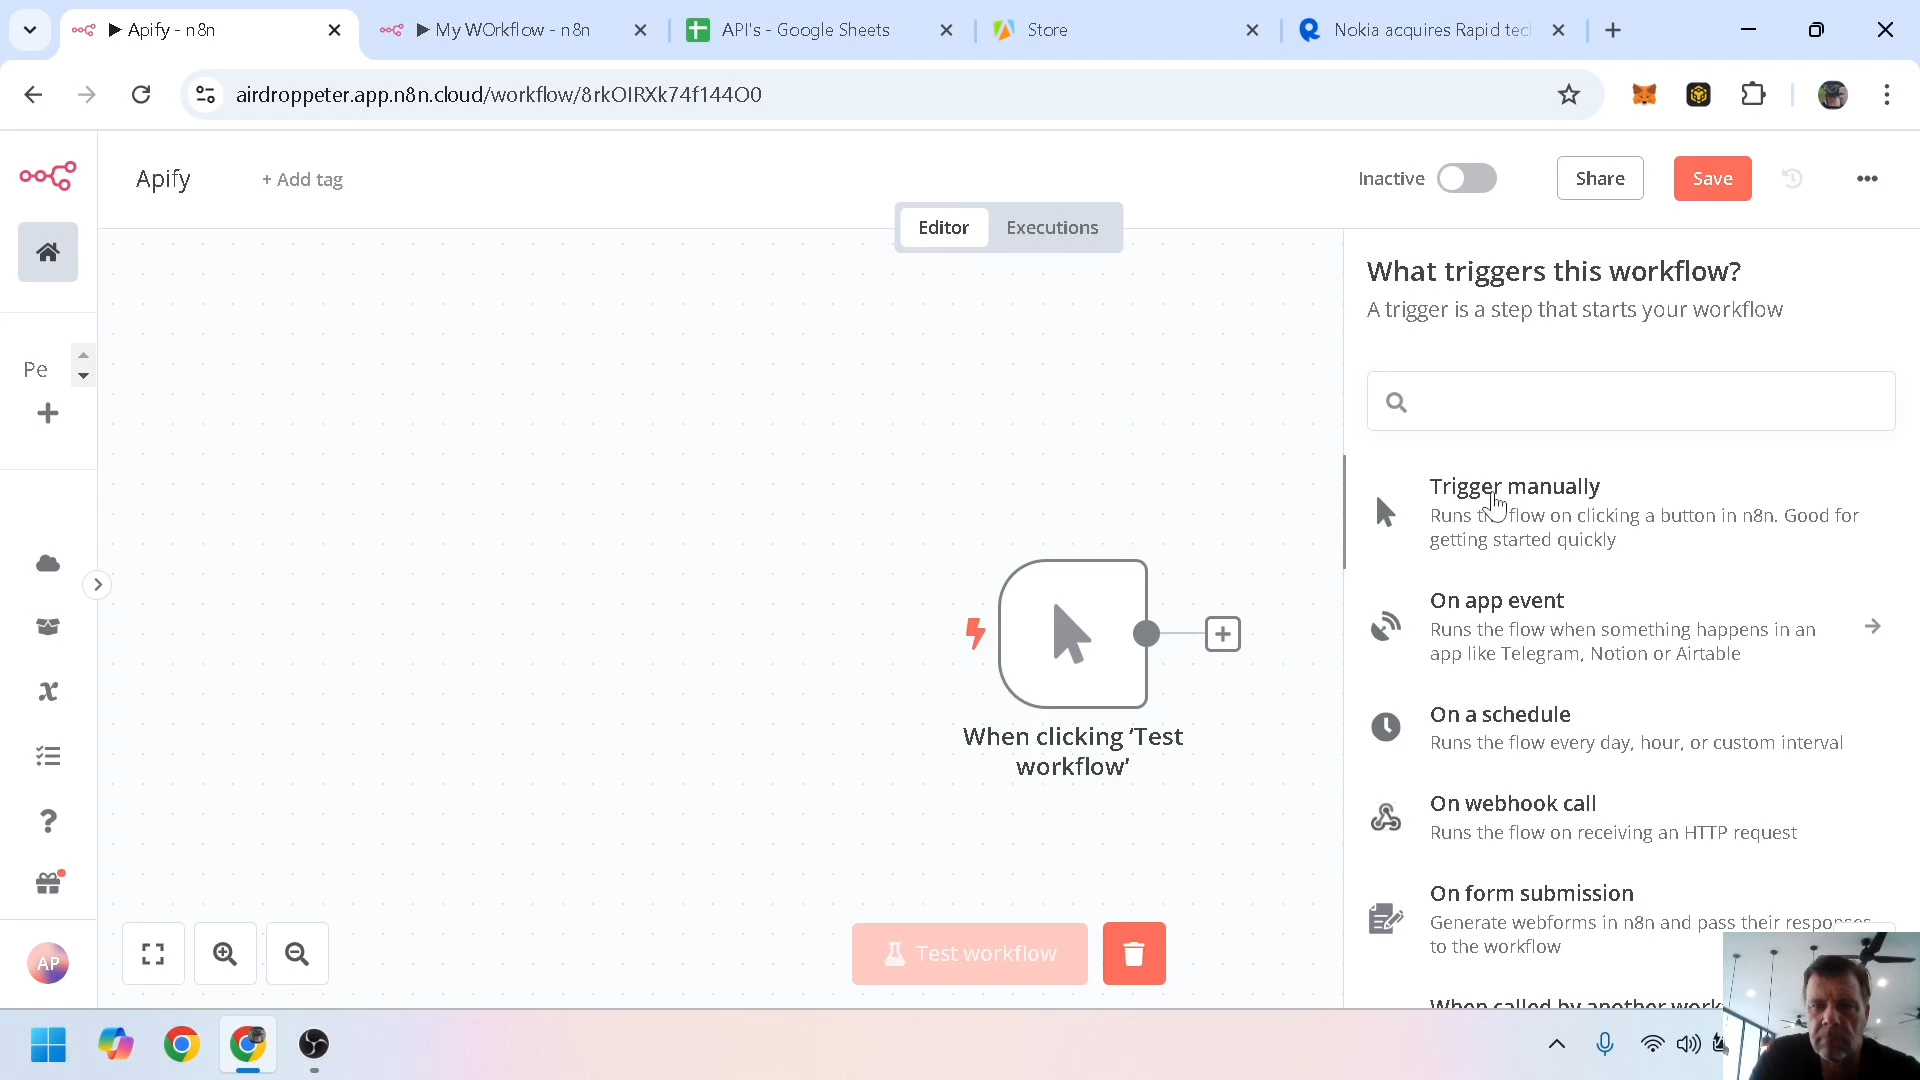 Apify - n8n
My WOrkflow - n8n
API's - Google Sheets
Store
Nokia acquires Rapid tec
airdroppeter.app.n8n.cloud/workflow/8rkOIRXk74f144O0
Apify
+ Add tag
Inactive
Share
Save
Editor
Executions
What triggers this workflow?
A trigger is a step that starts your workflow
Pe
Trigger manually
Runs the flow on clicking a button in n8n. Good for
getting started quickly
On app event
Runs the flow when something happens in an
app like Telegram, Notion or Airtable
On a schedule
Runs the flow every day, hour, or custom interval
On webhook call
Runs the flow on receiving an HTTP request
On form submission
Generate webforms in n8n and pass their responses
to the workflow
When called by another work
When clicking ‘Test
workflow’
Test workflow
AP